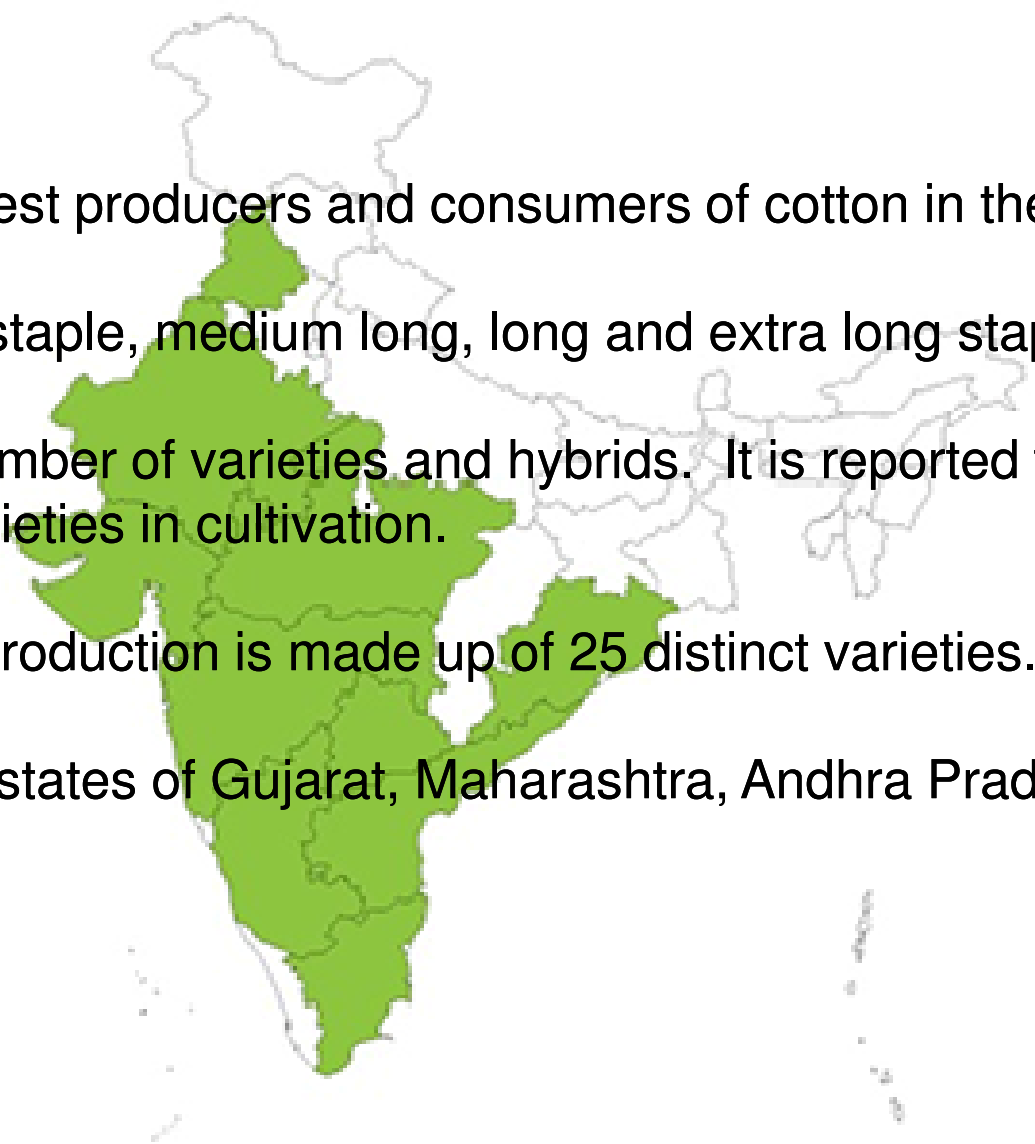 est producers and consumers of cotton in the
staple, medium long, long and extra long stap
mber of varieties and hybrids.  It is reported
ieties in cultivation.
roduction is made up of 25 distinct varieties.
states of Gujarat, Maharashtra, Andhra Prad